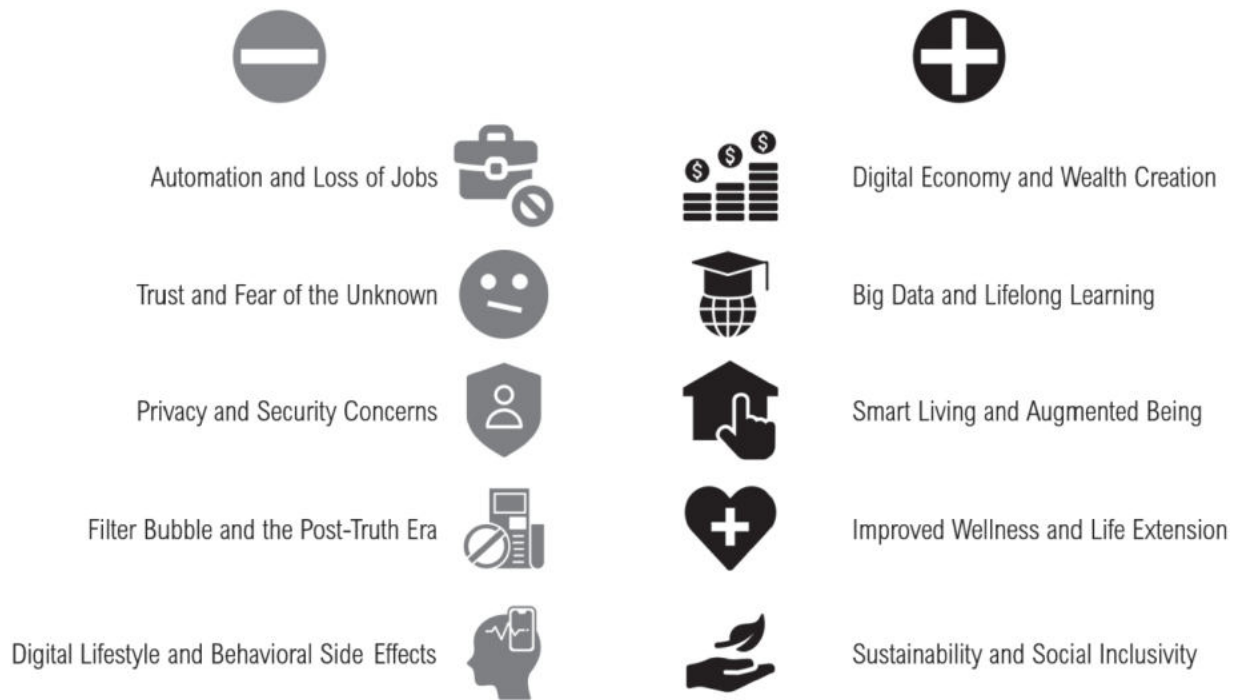 Automation and Loss of Jobs
Trust and Fear of the Unknown
Privacy and Security Concerns
Filter Bubble and the Post-Truth Era
Digital Lifestyle and Behavioral Side Effects
$ $ $
Digital Economy and Wealth Creation
Big Data and Lifelong Learning
Smart Living and Augmented Being
Improved Wellness and Life Extension
Sustainability and Social Inclusivity